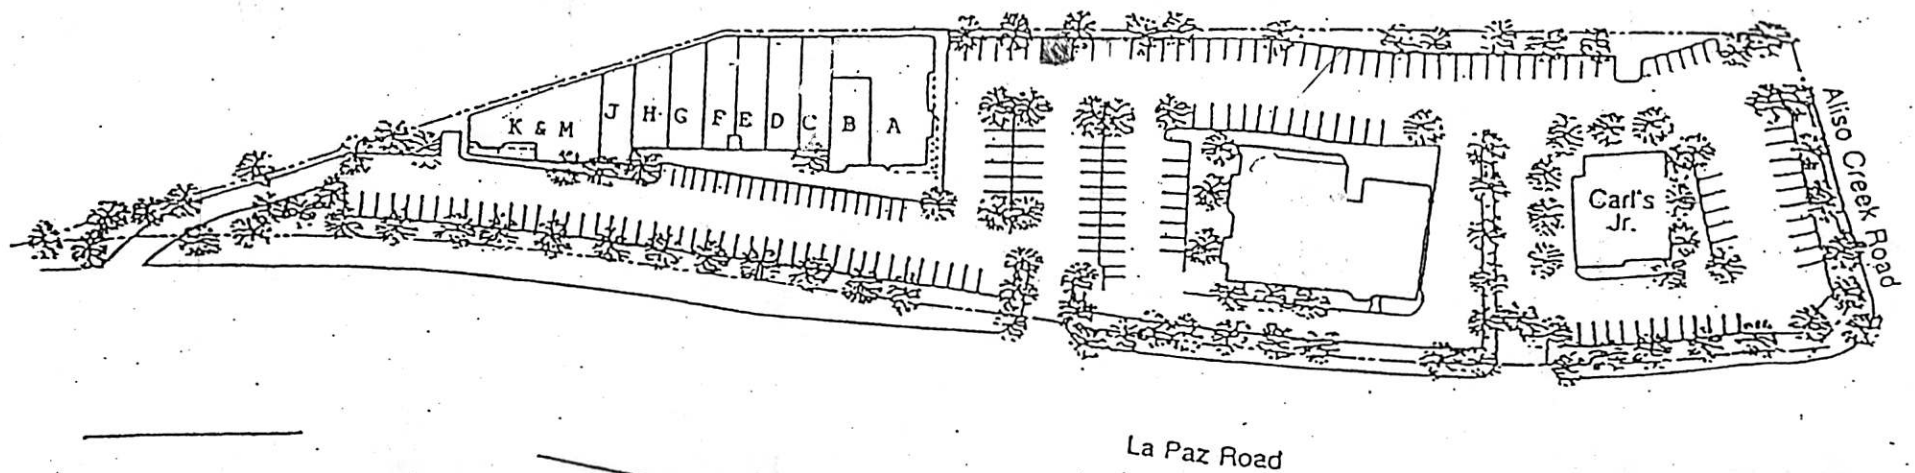 K & M J H G F E D C B A
Carl's
Jr.
Aliso Creek Road
La Paz Road